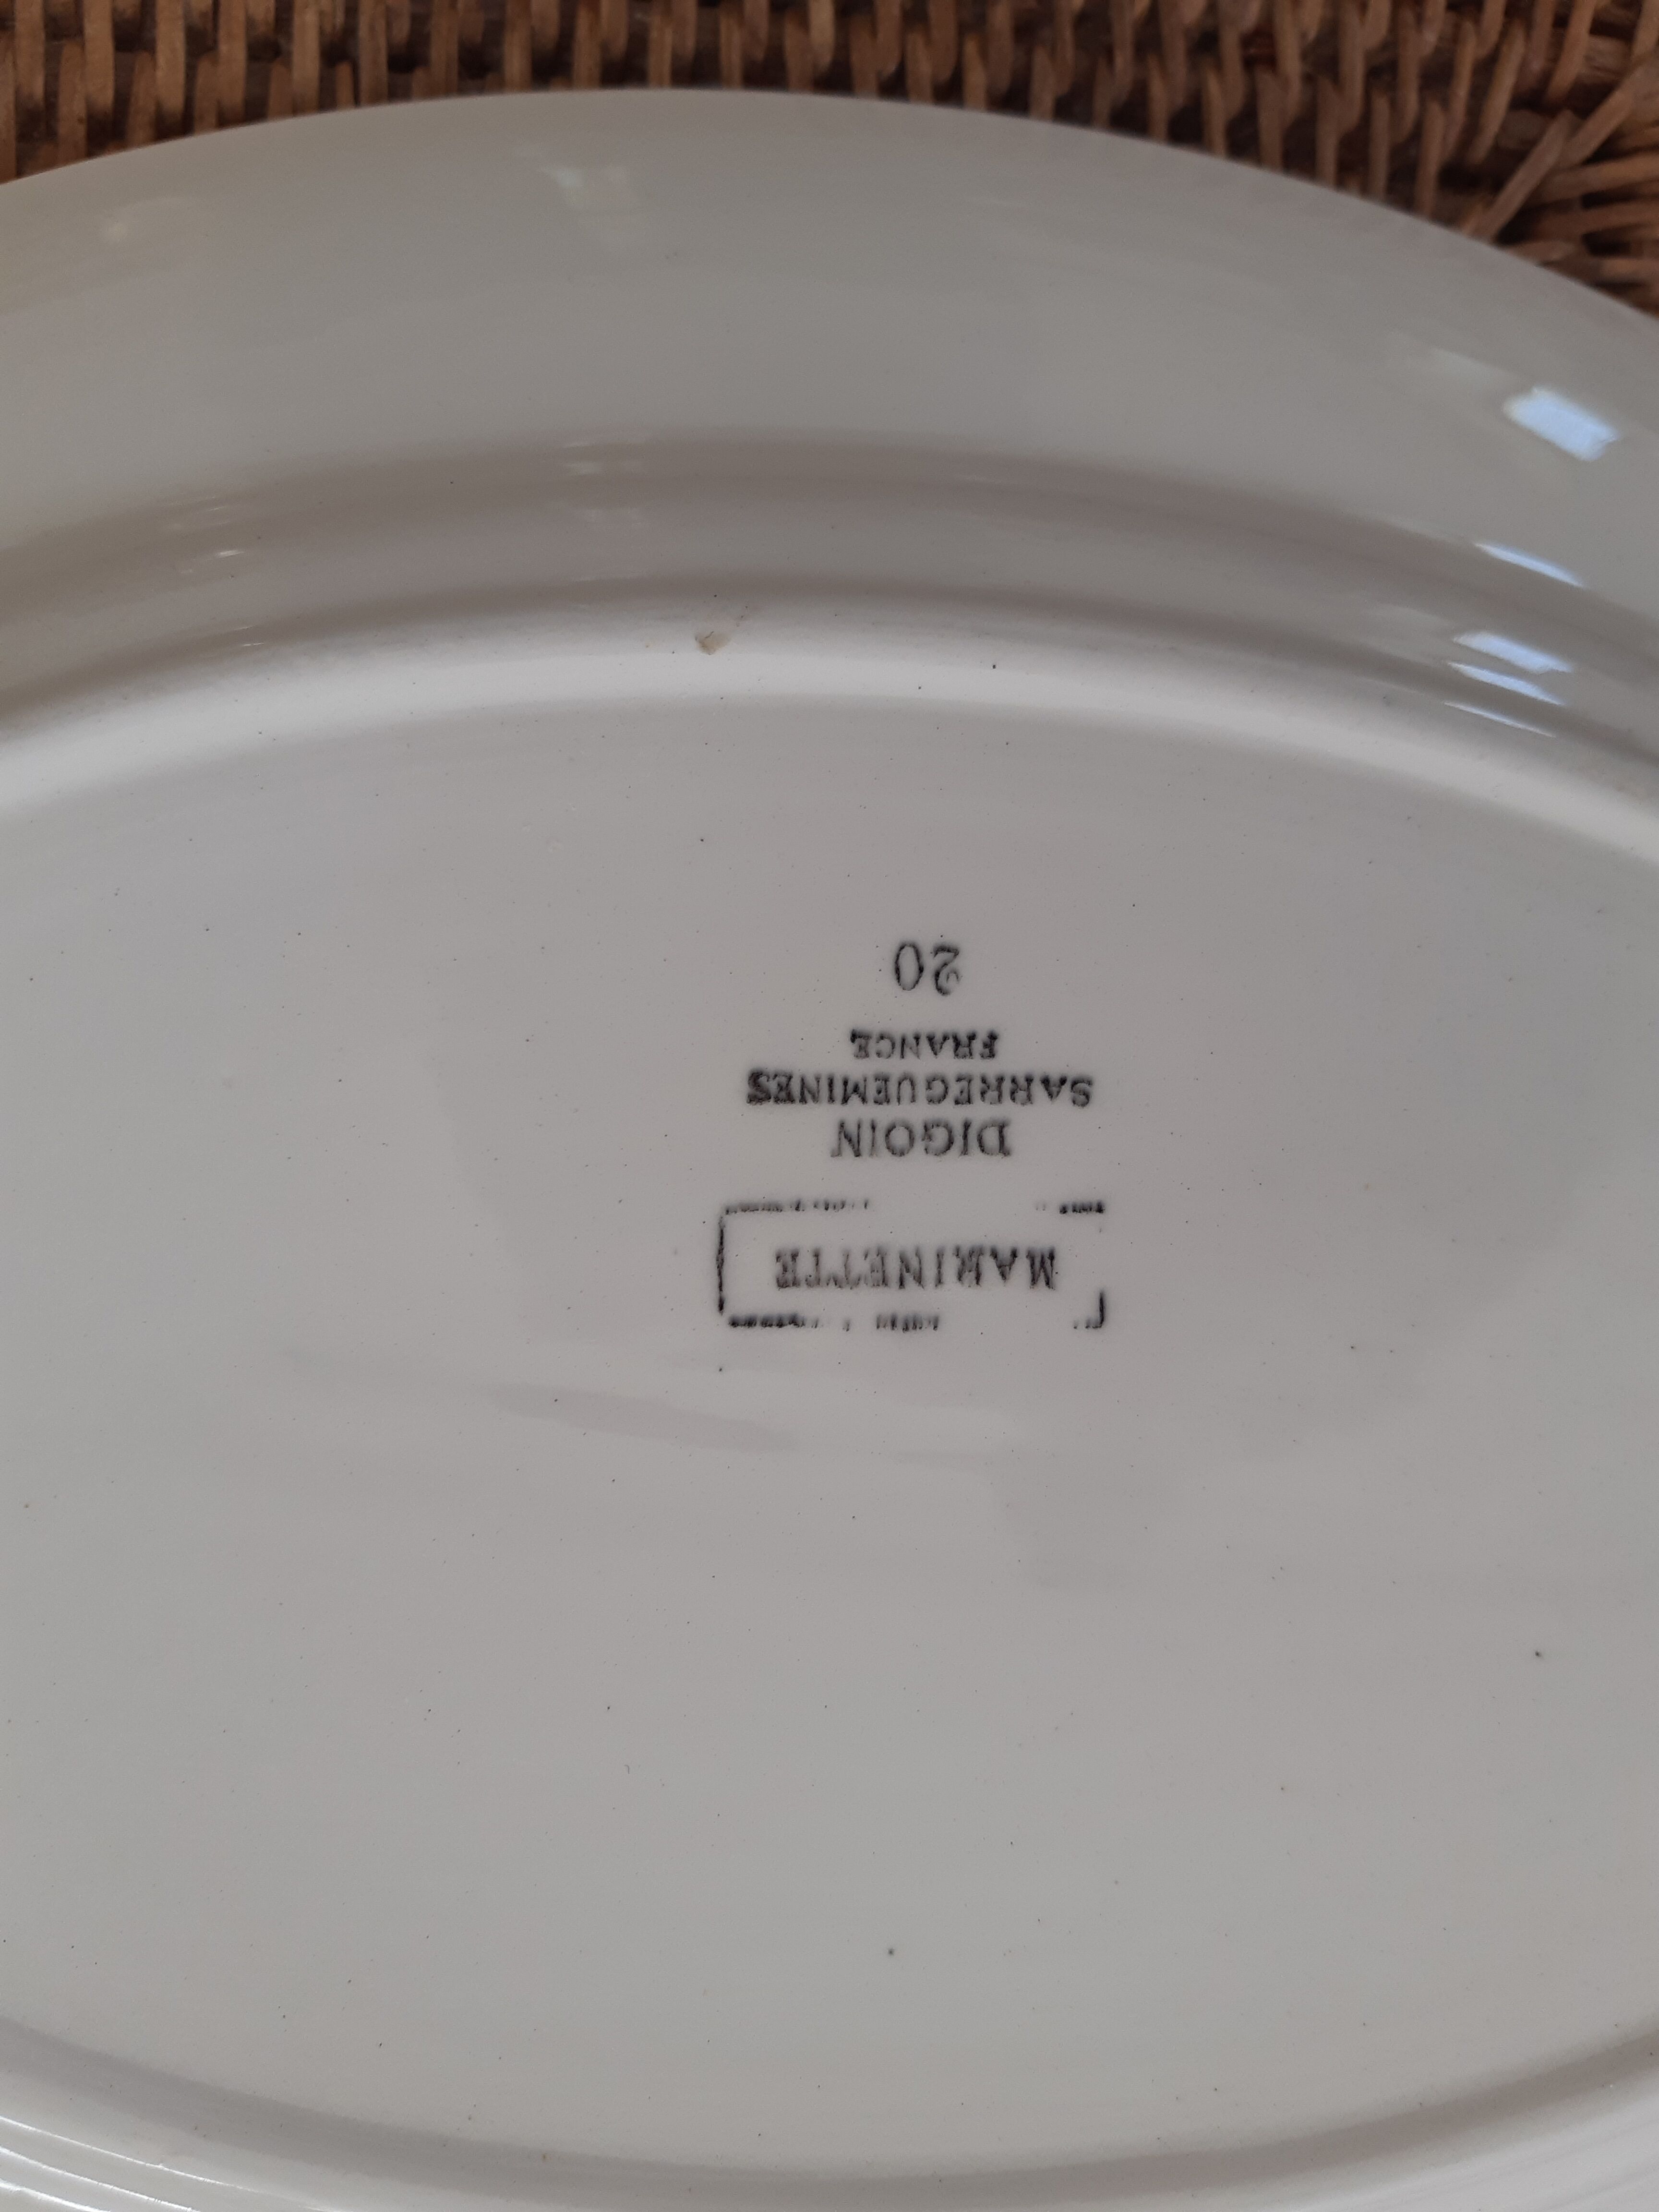 MARINETTE
DIGOIN
SARREGUEMINES
FRANCE
20